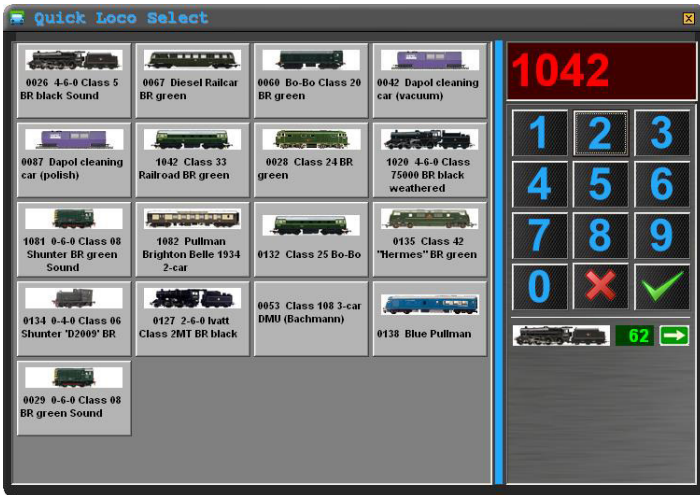 Quick Loco Select
0026 4-6-0 Class 5
BR black Sound
0067 Diesel Railcar
BR green
0060 Bo-Bo Class 20
BR green
0042 Dapol cleaning
car (vacuum)
0087 Dapol cleaning
car (polish)
1042 Class 33
Railroad BR green
0028 Class 24 BR
green
1020 4-6-0 Class
75000 BR black
weathered
1081 0-6-0 Class 08
Shunter BR green
Sound
1082 Pullman
Brighton Belle 1934
2-car
0132 Class 25 Bo-Bo
0135 Class 42
"Hermes" BR green
0134 0-4-0 Class 06
Shunter 'D2009' BR
0127 2-6-0 Ivatt
Class 2MT BR black
0053 Class 108 3-car
DMU (Bachmann)
0138 Blue Pullman
0029 0-6-0 Class 08
BR green Sound
1042
1 2 3
4 5 6
7 8 9
0
62